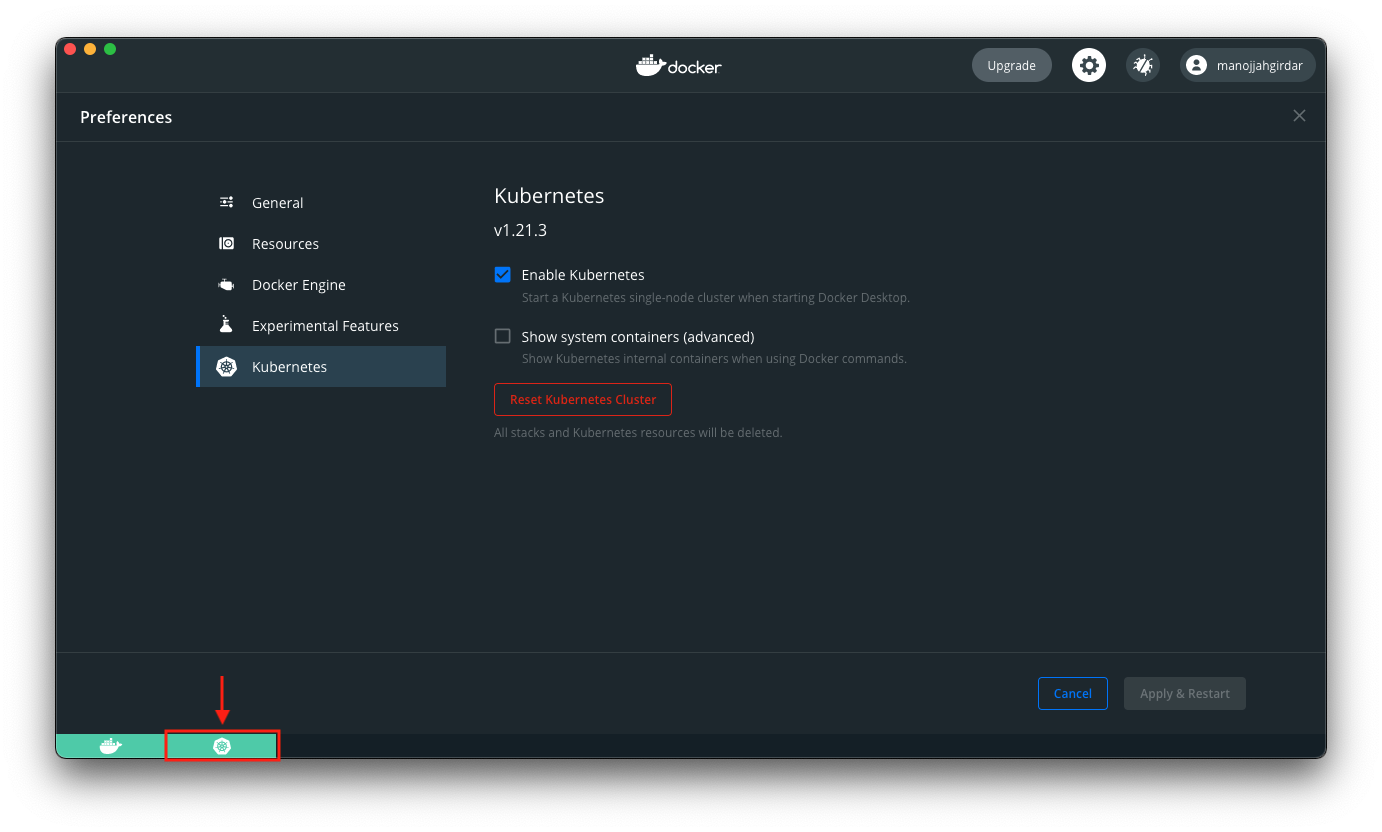 docker
Upgrade
manojjahgirdar
Preferences
General
Resources
Docker Engine
Experimental Features
Kubernetes
Kubernetes
v1.21.3
Enable Kubernetes
Start a Kubernetes single-node cluster when starting Docker Desktop.
Show system containers (advanced)
Show Kubernetes internal containers when using Docker commands.
Reset Kubernetes Cluster
All stacks and Kubernetes resources will be deleted.
Cancel
Apply & Restart